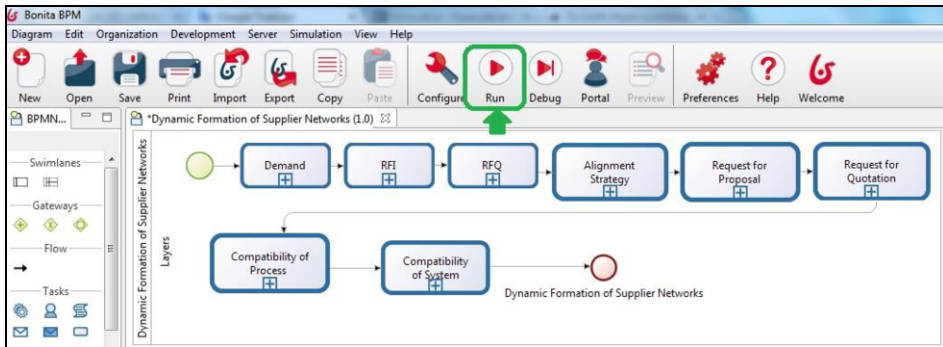 Bonita BPM
Diagram Edit Organization Development Server Simulation View Help
New Open Save Print Import Export Copy Paste Configure Run Debug Portal Preview Preferences Help Welcome
BPMN... *Dynamic Formation of Supplier Networks (1.0)
Swimlanes
Gateways
Flow
Tasks
Dynamic Formation of Supplier Networks
Layers
Demand
RFI
RFQ
Alignment
Strategy
Request for
Proposal
Request for
Quotation
Compatibility of
Process
Compatibility
of System
Dynamic Formation of Supplier Networks